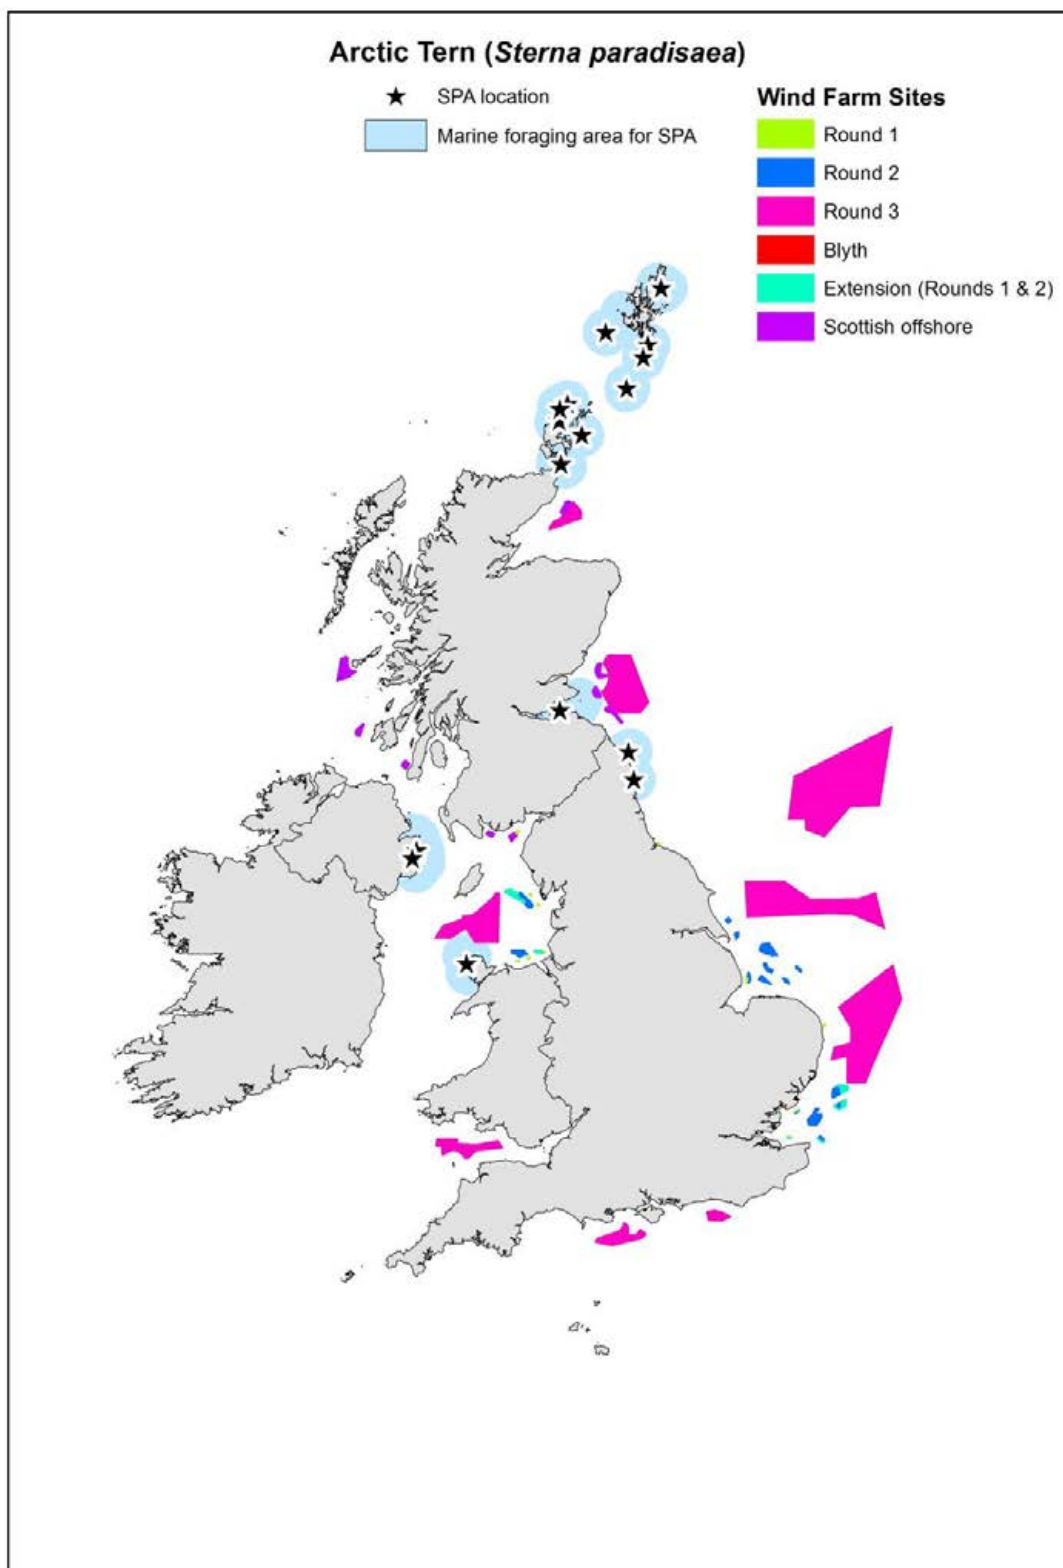 Arctic Tern (Sterna paradisaea)
SPA location
Marine foraging area for SPA
Wind Farm Sites
Round 1
Round 2
Round 3
Blyth
Extension (Rounds 1 & 2)
Scottish offshore